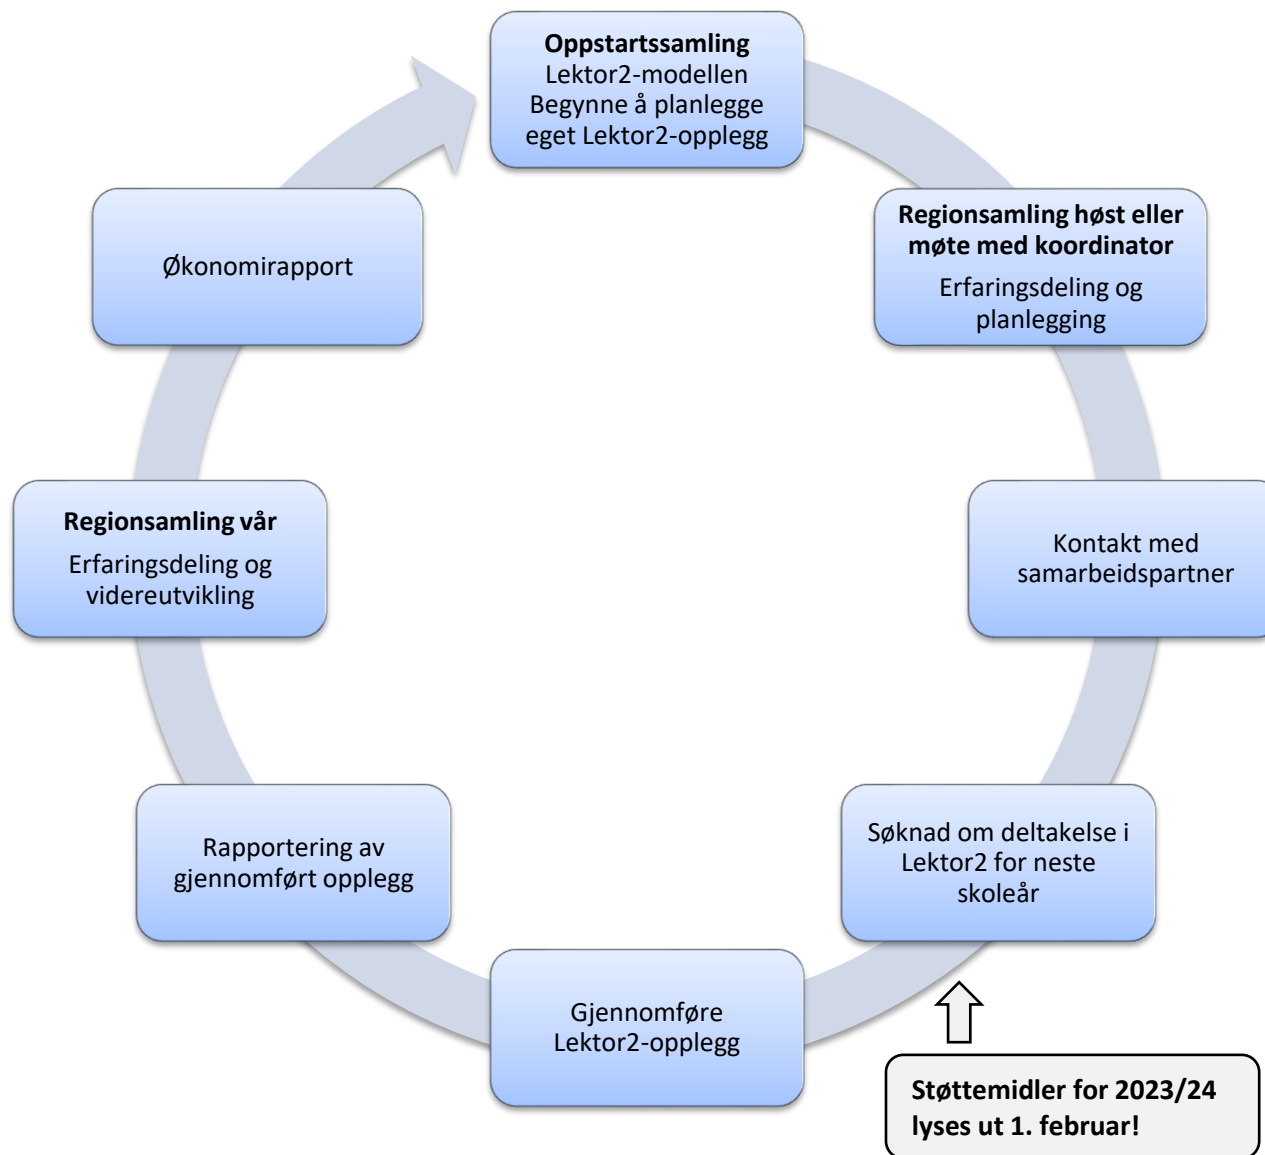 Oppstartssamling
Lektor2-modellen
Begynne å planlegge
eget Lektor2-opplegg
Regionsamling høst eller
møte med koordinator
Erfaringsdeling og
planlegging
Kontakt med
samarbeidspartner
Søknad om deltakelse i
Lektor2 for neste
skoleår
Støttemidler for 2023/24
lyses ut 1. februar!
Gjennomføre
Lektor2-opplegg
Rapportering av
gjennomført opplegg
Regionsamling vår
Erfaringsdeling og
videreutvikling
Økonomirapport